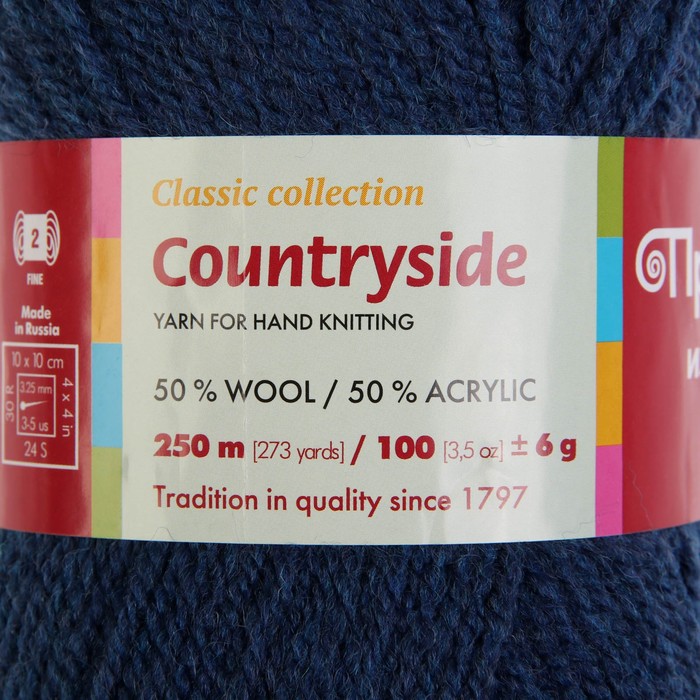 2
FINE
Made
in Russia
10 x 10 cm
30 R
3.25 mm
3-5 us
4 x 4 in
24 S
Classic collection
Countryside
YARN FOR HAND KNITTING
50 % WOOL / 50 % ACRYLIC
250 m [273 yards] / 100 [3,5 oz] ± 6 g
Tradition in quality since 1797